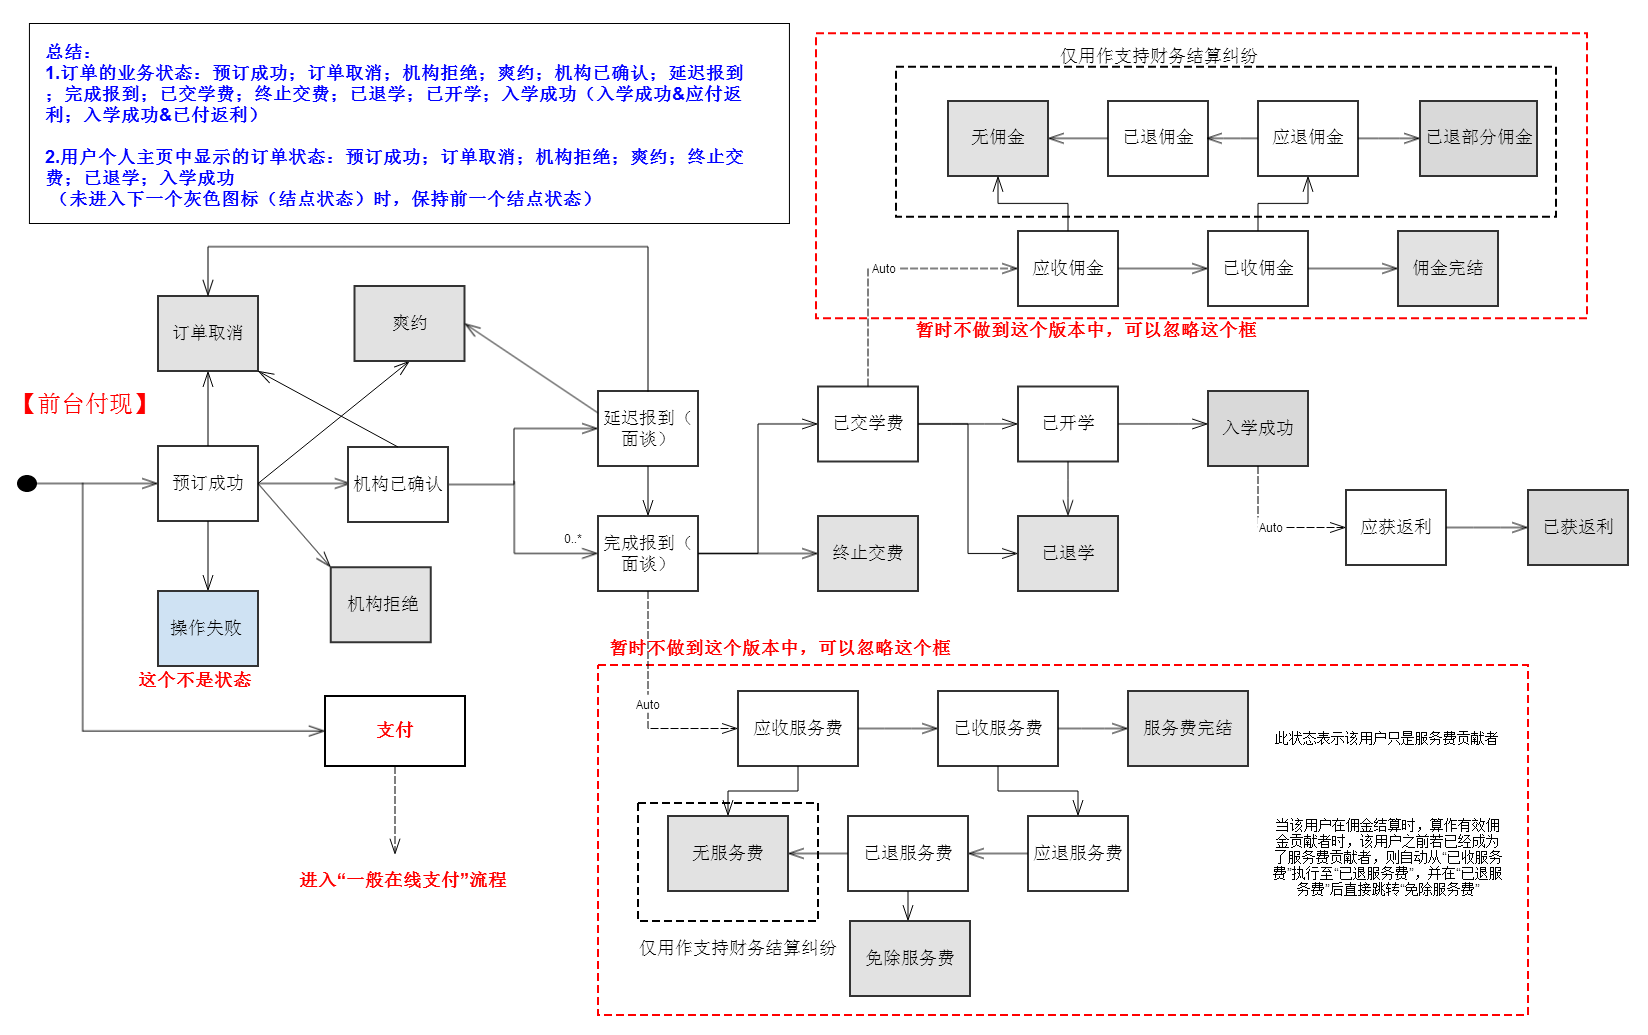 总结：
1.订单的业务状态：预订成功；订单取消；机构拒绝；爽约；机构已确认；延迟报到
；完成报到；已交学费；终止交费；已退学；已开学；入学成功（入学成功&应付返
利；入学成功&已付返利）
2.用户个人主页中显示的订单状态：预订成功；订单取消；机构拒绝；爽约；终止交
费；已退学；入学成功
（未进入下一个灰色图标（结点状态）时，保持前一个结点状态）
仅用作支持财务结算纠纷
无佣金
已退佣金
应退佣金
已退部分佣金
Auto
应收佣金
已收佣金
佣金完结
暂时不做到这个版本中，可以忽略这个框
订单取消
爽约
【前台付现】
延迟报到（
面谈）
已交学费
已开学
入学成功
预订成功
机构已确认
0..*
完成报到（
面谈）
终止交费
已退学
Auto
应获返利
已获返利
机构拒绝
操作失败
这个不是状态
支付
进入“一般在线支付”流程
暂时不做到这个版本中，可以忽略这个框
Auto
应收服务费
已收服务费
服务费完结
此状态表示该用户只是服务费贡献者
无服务费
已退服务费
应退服务费
当该用户在佣金结算时，算作有效佣
金贡献者时，该用户之前若已经成为
了服务费贡献者，则自动从“已收服务
费”执行至“已退服务费”，并在“已退服
务费”后直接跳转“免除服务费”
仅用作支持财务结算纠纷
免除服务费